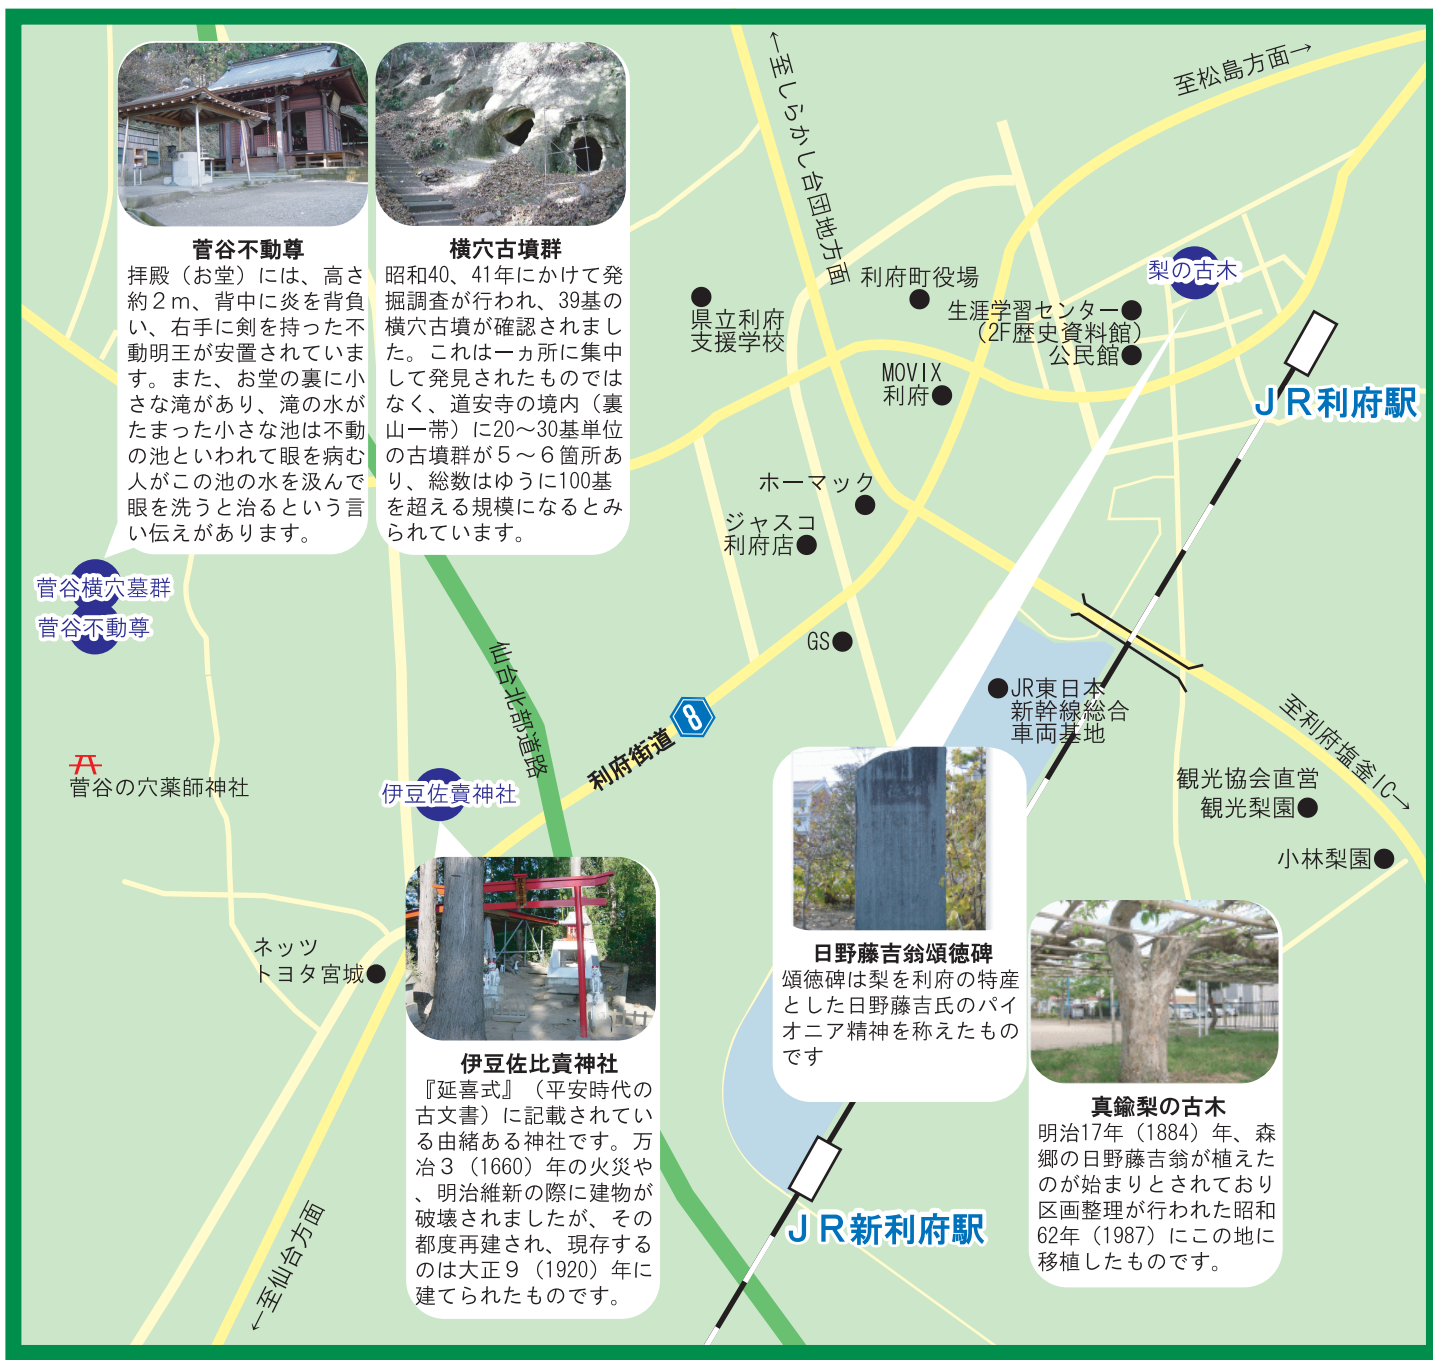 菅谷不動尊
拝殿（お堂）には、高さ
約２ｍ、背中に炎を背負
い、右手に剣を持った不
動明王が安置されていま
す。また、お堂の裏に小
さな滝があり、滝の水が
たまった小さな池は不動
の池といわれて眼を病む
人がこの池の水を汲んで
眼を洗うと治るという言
い伝えがあります。
横穴古墳群
昭和40、41年にかけて発
掘調査が行われ、39基の
横穴古墳が確認されまし
た。これは一ヵ所に集中
して発見されたものでは
なく、道安寺の境内（裏
山一帯）に20～30基単位
の古墳群が５～６箇所あ
り、総数はゆうに100基
を超える規模になるとみ
られています。
←至しらかし台団地方面
至松島方面→
梨の古木
利府町役場
県立利府
支援学校
生涯学習センター
（2F歴史資料館）
公民館
MOVIX
利府
ＪＲ利府駅
ホーマック
ジャスコ
利府店
菅谷横穴墓群
菅谷不動尊
GS
仙台北部道路
8
利府街道
JR東日本
新幹線総合
車両基地
至利府塩釜IC→
菅谷の穴薬師神社
伊豆佐賣神社
観光協会直営
観光梨園
小林梨園
ネッツ
トヨタ宮城
日野藤吉翁頌徳碑
頌徳碑は梨を利府の特産
とした日野藤吉氏のパイ
オニア精神を称えたもの
です
伊豆佐比賣神社
『延喜式』（平安時代の
古文書）に記載されてい
る由緒ある神社です。万
冶３（1660）年の火災や
、明治維新の際に建物が
破壊されましたが、その
都度再建され、現存する
のは大正９（1920）年に
建てられたものです。
真鍮梨の古木
明治17年（1884）年、森
郷の日野藤吉翁が植えた
のが始まりとされており
区画整理が行われた昭和
62年（1987）にこの地に
移植したものです。
ＪＲ新利府駅
←至仙台方面